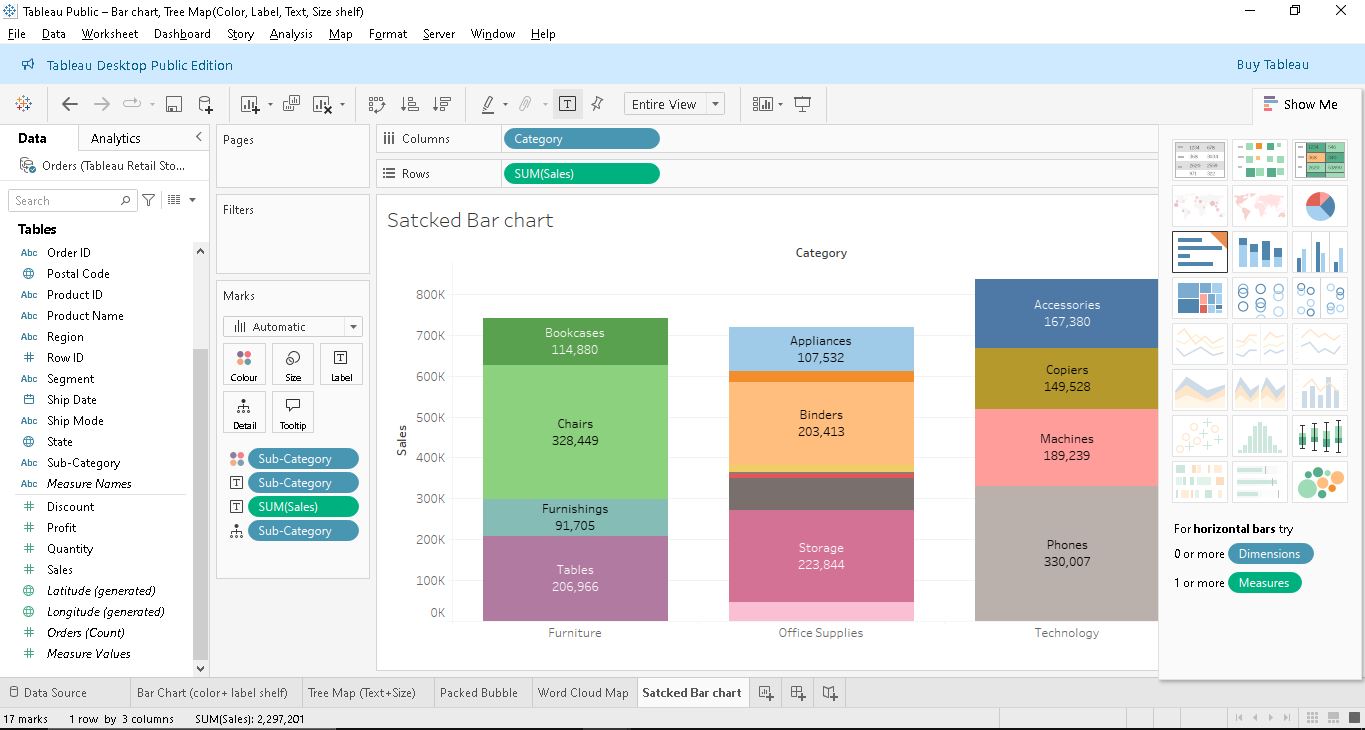 Tableau Public – Bar chart, Tree Map(Color, Label, Text, Size shelf)
File Data Worksheet Dashboard Story Analysis Map Format Server Window Help
Tableau Desktop Public Edition
Buy Tableau
Entire View
Show Me
Data Analytics
Orders (Tableau Retail Sto...
Search
Tables
Abc Order ID
Postal Code
Abc Product ID
Abc Product Name
Abc Region
# Row ID
Abc Segment
Ship Date
Abc Ship Mode
State
Abc Sub-Category
Abc Measure Names
# Discount
# Profit
# Quantity
# Sales
Latitude (generated)
Longitude (generated)
# Orders (Count)
# Measure Values
Pages
Filters
Marks
Automatic
Colour Size Label
Detail Tooltip
Sub-Category
Sub-Category
SUM(Sales)
Sub-Category
Columns Category
Rows SUM(Sales)
Satcked Bar chart
Category
Sales
800K
700K
600K
500K
400K
300K
200K
100K
0K
Bookcases
114,880
Chairs
328,449
Furnishings
91,705
Tables
206,966
Appliances
107,532
Binders
203,413
Storage
223,844
Accessories
167,380
Copiers
149,528
Machines
189,239
Phones
330,007
Furniture Office Supplies Technology
For horizontal bars try
0 or more Dimensions
1 or more Measures
Data Source Bar Chart (color+ label shelf) Tree Map (Text+Size) Packed Bubble Word Cloud Map Satcked Bar chart
17 marks 1 row by 3 columns SUM(Sales): 2,297,201